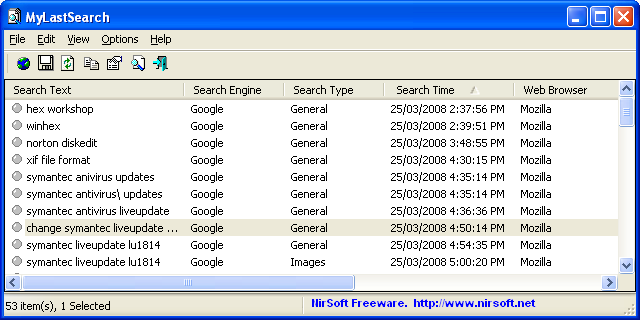 MyLastSearch
File Edit View Options Help
Search Text Search Engine Search Type Search Time Web Browser
hex workshop Google General 25/03/2008 2:37:56 PM Mozilla
winhex Google General 25/03/2008 2:39:51 PM Mozilla
norton diskedit Google General 25/03/2008 3:48:55 PM Mozilla
xif file format Google General 25/03/2008 4:30:15 PM Mozilla
symantec anivirus updates Google General 25/03/2008 4:35:14 PM Mozilla
symantec antivirus\ updates Google General 25/03/2008 4:35:14 PM Mozilla
symantec antivirus liveupdate Google General 25/03/2008 4:36:36 PM Mozilla
change symantec liveupdate ... Google General 25/03/2008 4:50:14 PM Mozilla
symantec liveupdate lu1814 Google General 25/03/2008 4:54:35 PM Mozilla
symantec liveupdate lu1814 Google Images 25/03/2008 5:00:20 PM Mozilla
53 item(s), 1 Selected NirSoft Freeware. http://www.nirsoft.net